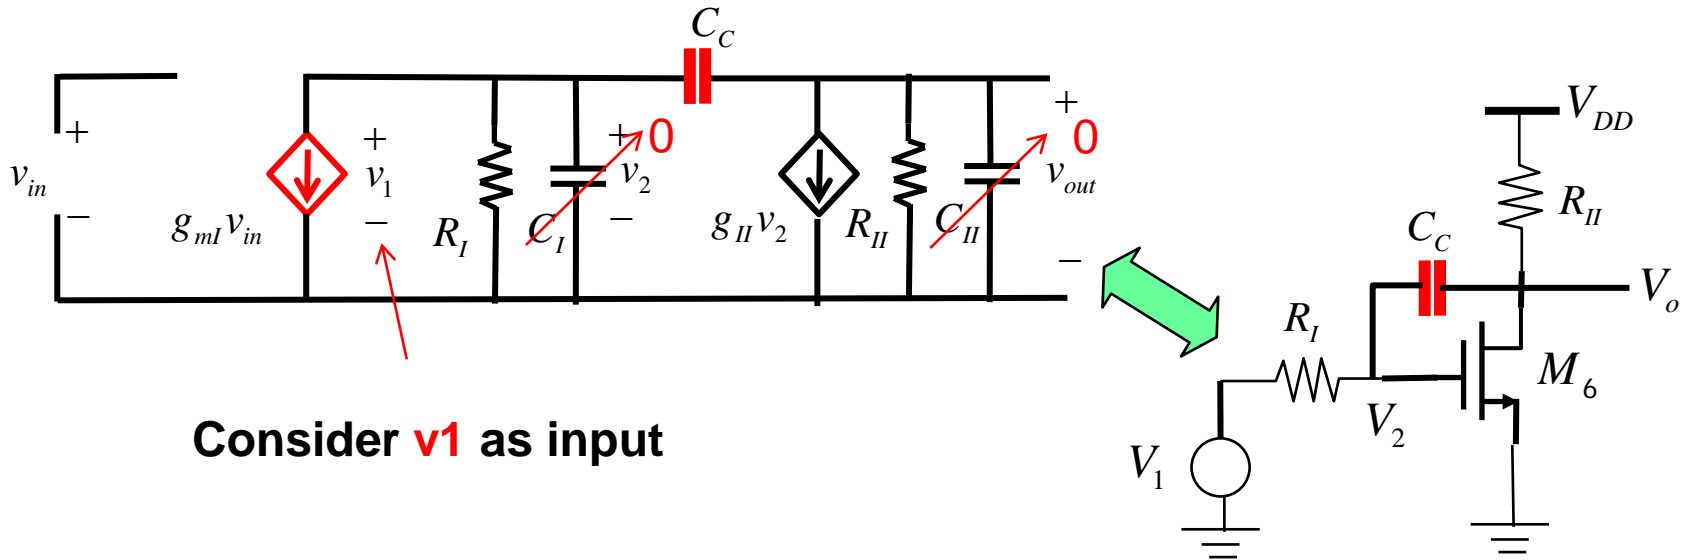 C_C
V_DD
+
+
+
0
+
0
v_in
v_1
v_2
v_out
R_II
−
−
−
g_mI v_in
R_I
C_I
g_II v_2
R_II
C_II
C_C
−
V_o
R_I
M_6
V_2
Consider v1 as input
V_1